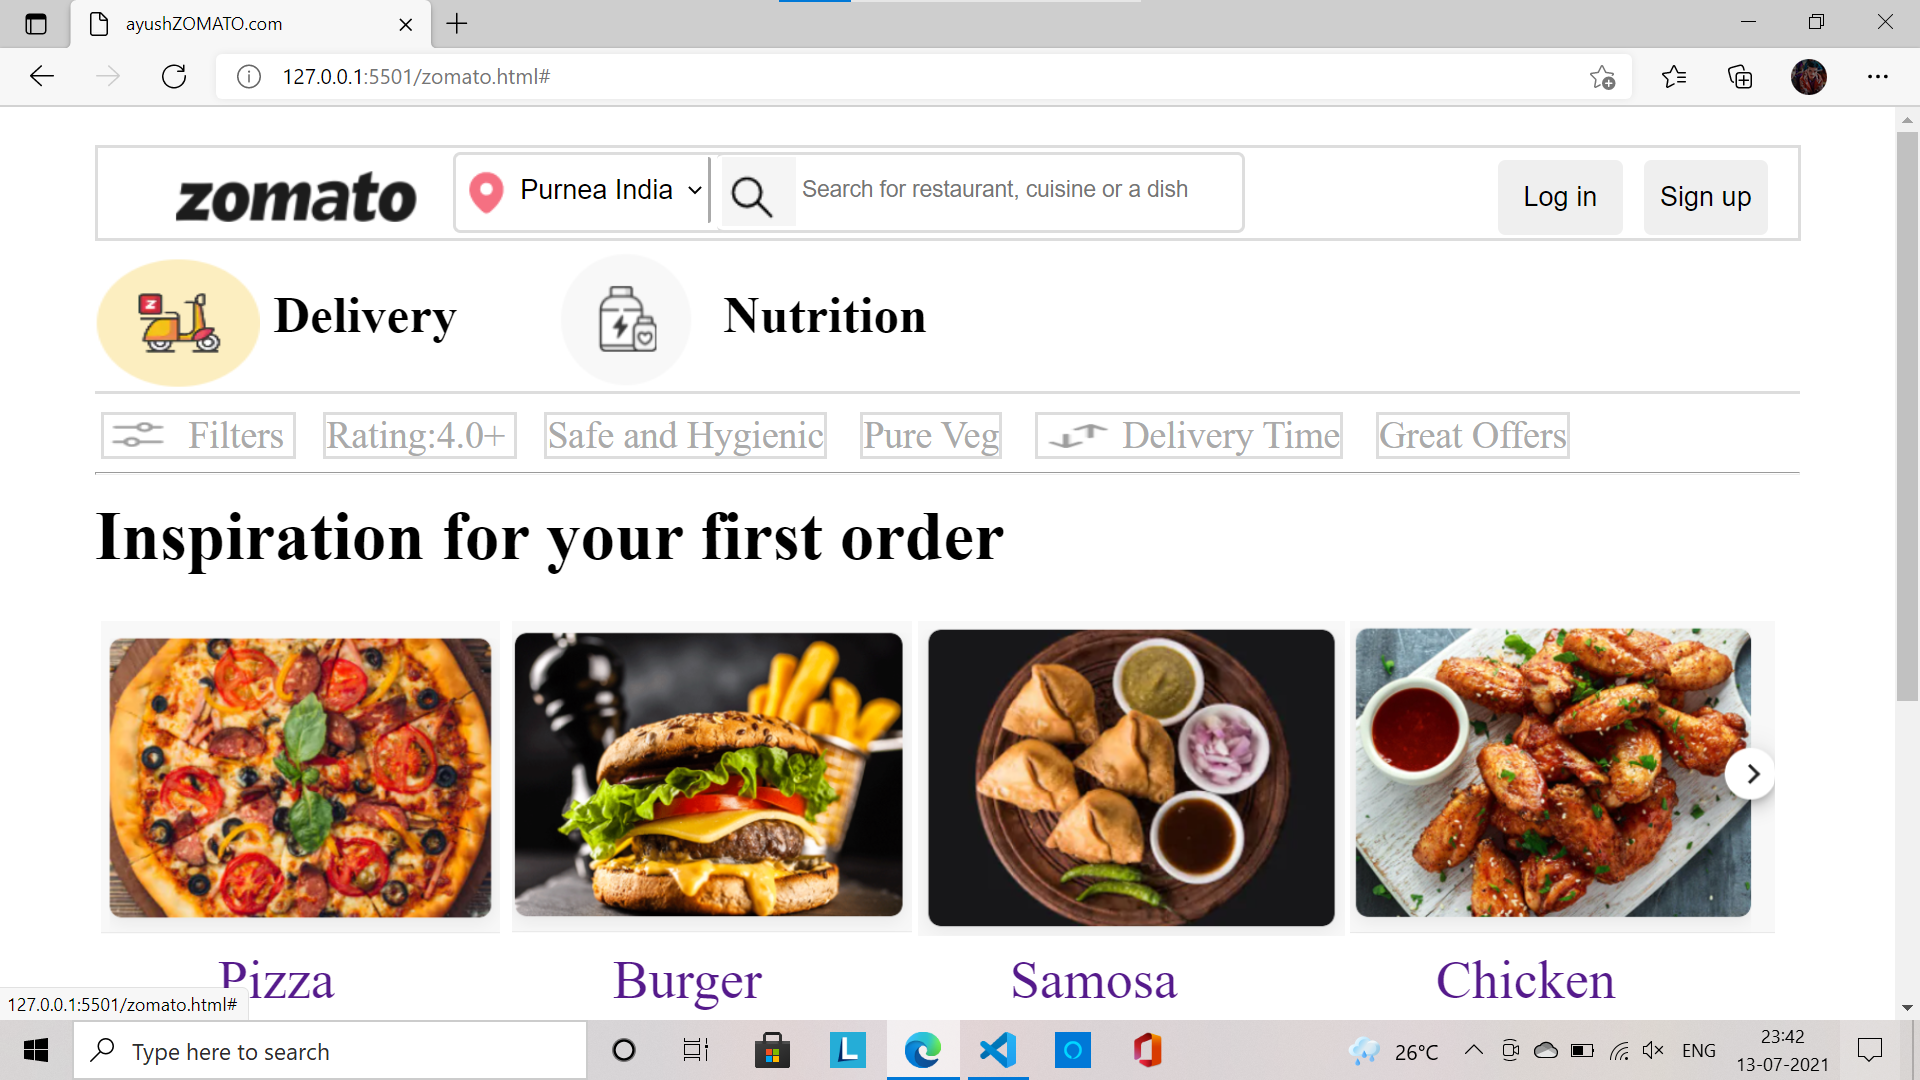 ayushZOMATO.com
127.0.0.1:5501/zomato.html#
zomato
Purnea India
Search for restaurant, cuisine or a dish
Log in
Sign up
Z
Delivery
Nutrition
Filters
Rating:4.0+
Safe and Hygienic
Pure Veg
Delivery Time
Great Offers
Inspiration for your first order
Pizza
Burger
Samosa
Chicken
127.0.0.1:5501/zomato.html#
Type here to search
L
26°C
ENG
23:42
13-07-2021